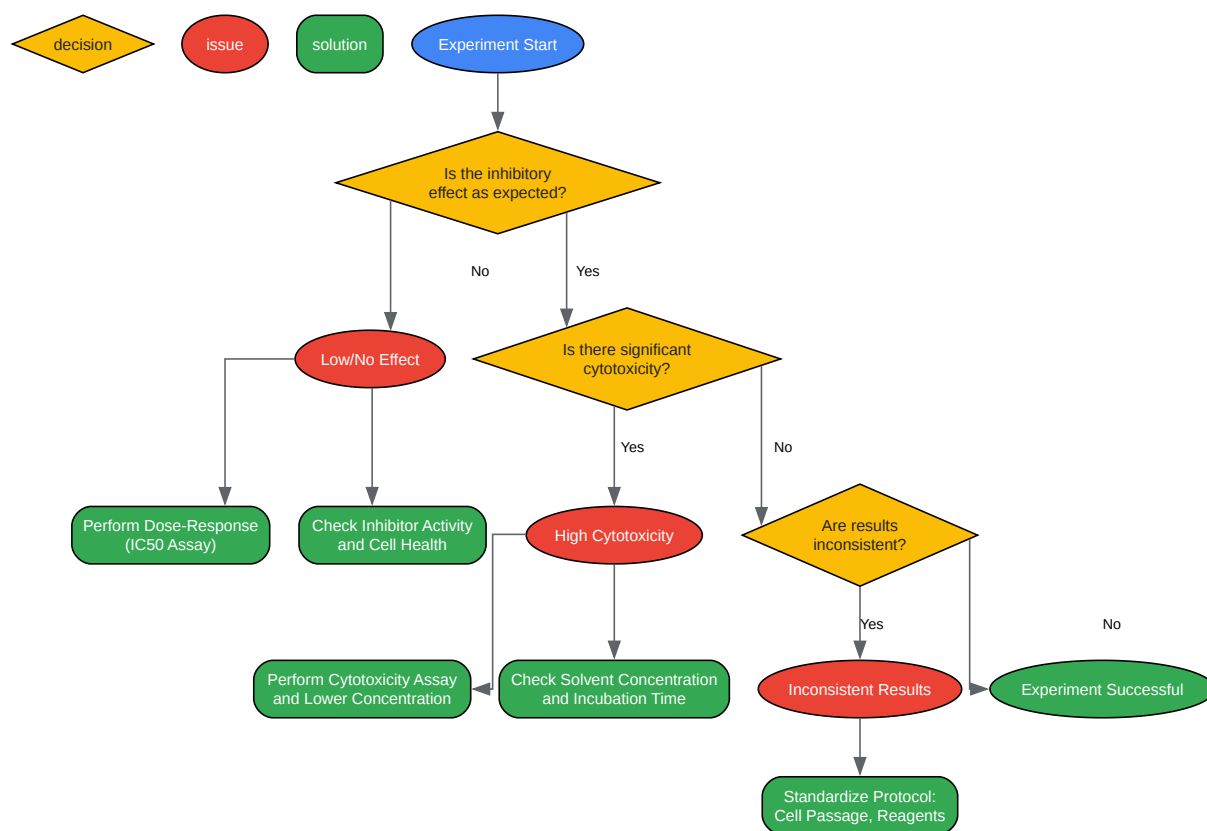 decision
issue
solution
Experiment Start
Is the inhibitory
effect as expected?
No
Yes
Low/No Effect
Is there significant
cytotoxicity?
Yes
No
Perform Dose-Response
(IC50 Assay)
Check Inhibitor Activity
and Cell Health
High Cytotoxicity
Are results
inconsistent?
Yes
No
Perform Cytotoxicity Assay
and Lower Concentration
Check Solvent Concentration
and Incubation Time
Inconsistent Results
Experiment Successful
Standardize Protocol:
Cell Passage, Reagents